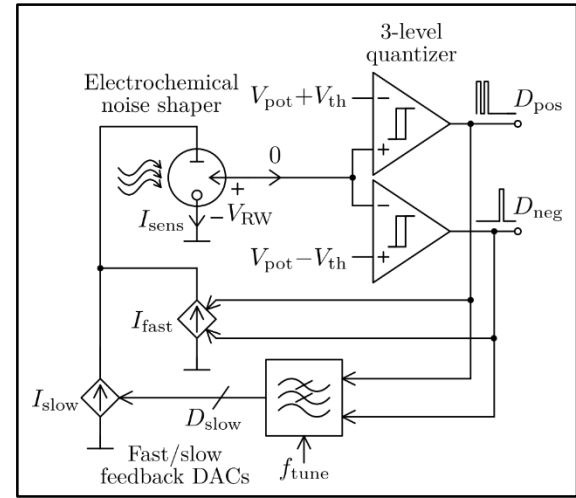 3-level
quantizer
Electrochemical
noise shaper
V_pot+V_th
−
D_pos
0
+
+
−
D_neg
I_sens
−V_RW
V_pot−V_th
+
I_fast
I_slow
D_slow
Fast/slow
feedback DACs
f_tune